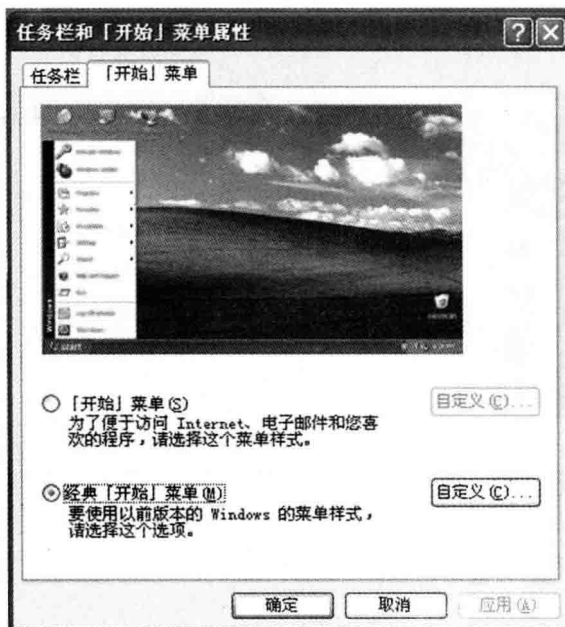 任务栏和「开始」菜单属性
任务栏
「开始」菜单
「开始」菜单(S)
自定义(C)...
为了便于访问 Internet、电子邮件和您喜
欢的程序，请选择这个菜单样式。
经典「开始」菜单(M)
自定义(C)...
要使用以前版本的 Windows 的菜单样式，
请选择这个选项。
确定
取消
应用(A)